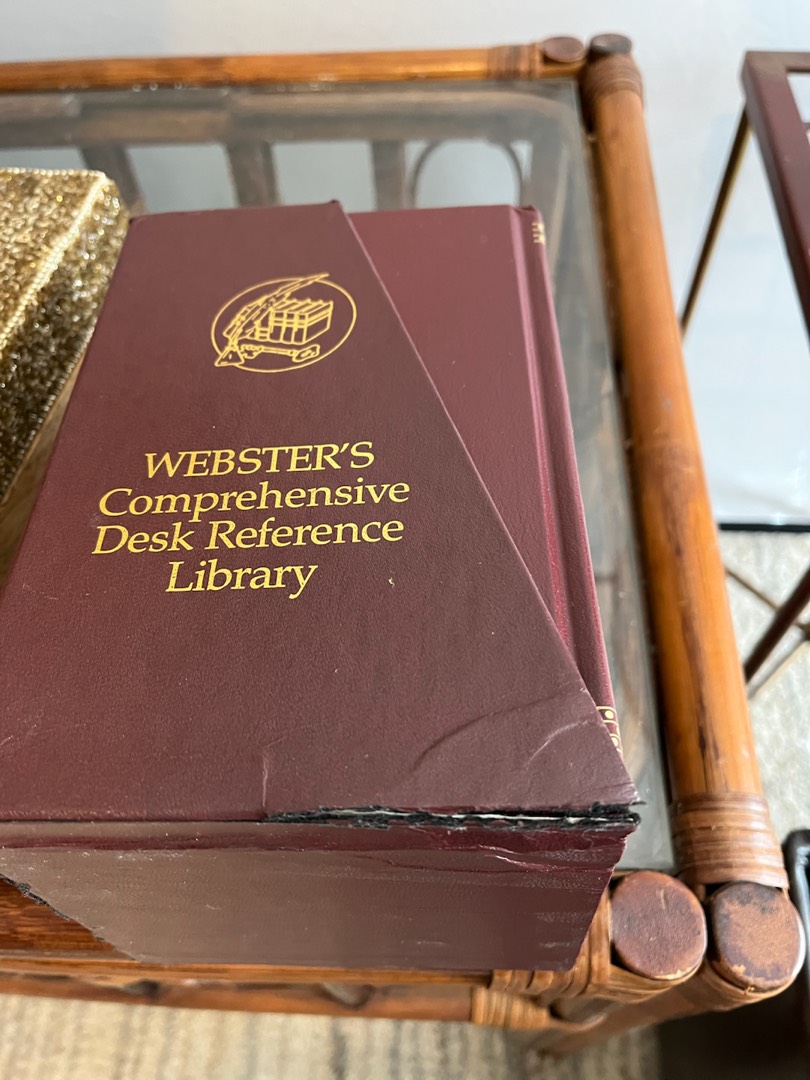 WEBSTER'S
Comprehensive
Desk Reference
Library